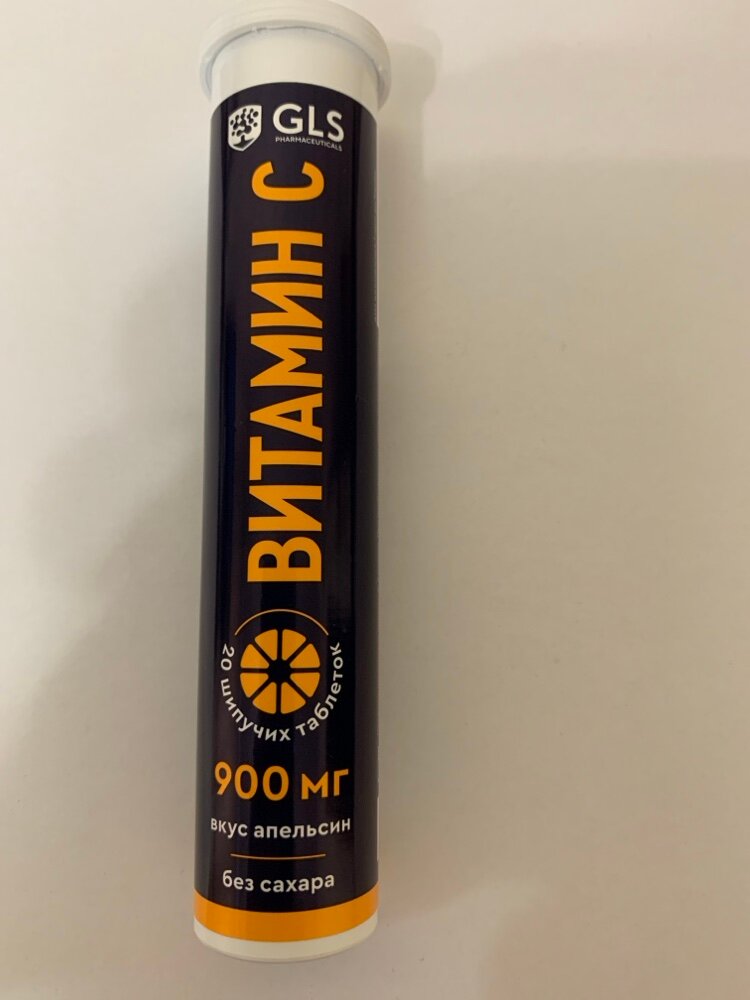 GLS
PHARMACEUTICALS
ВИТАМИН С
20 шипучих таблеток
900 мг
вкус апельсин
без сахара